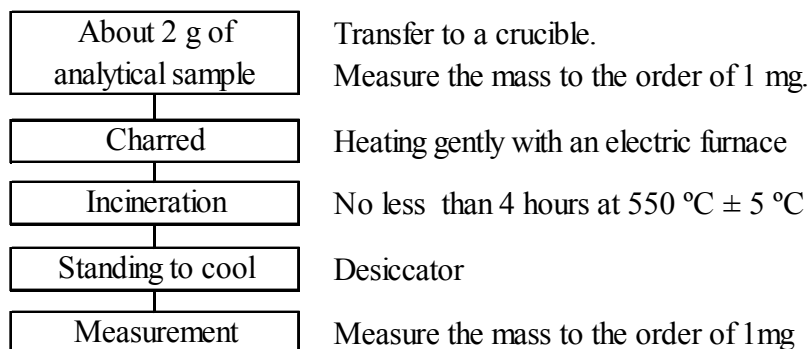 About 2 g of
analytical sample
Transfer to a crucible.
Measure the mass to the order of 1 mg.
Charred
Heating gently with an electric furnace
Incineration
No less than 4 hours at 550 ºC ± 5 ºC
Standing to cool
Desiccator
Measurement
Measure the mass to the order of 1mg